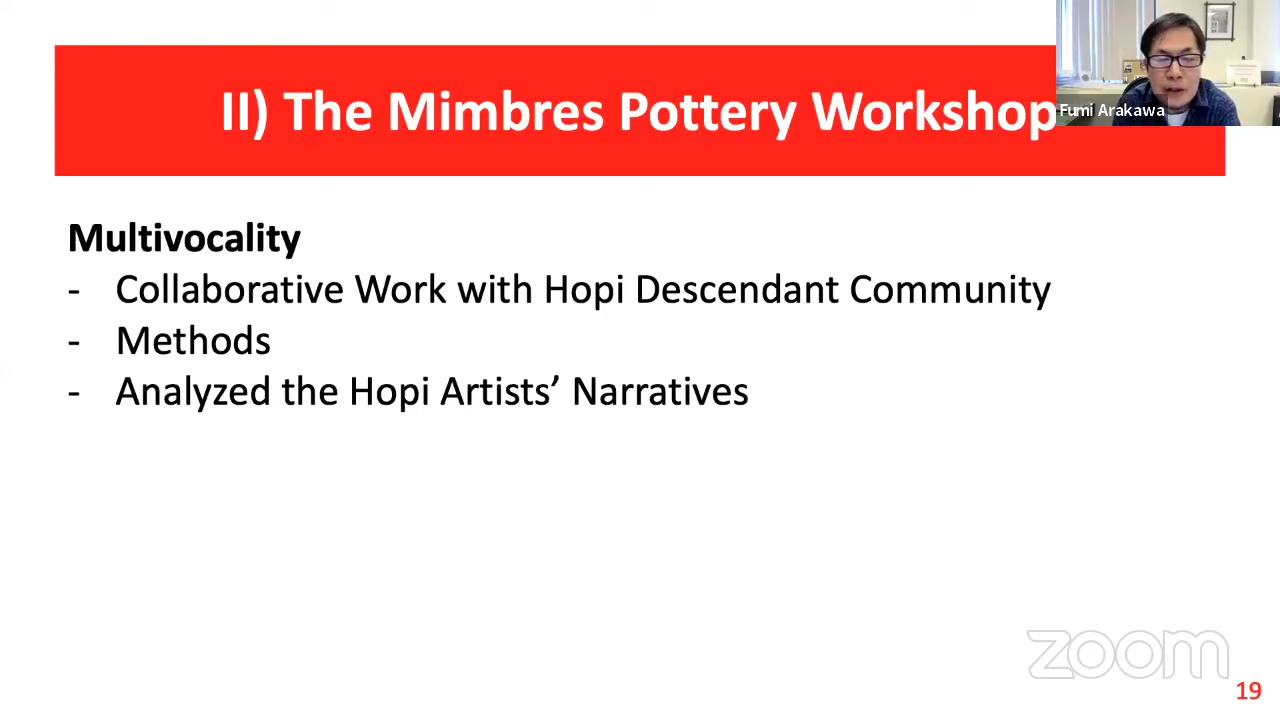 II) The Mimbres Pottery Workshop
Fumi Arakawa
Multivocality
- Collaborative Work with Hopi Descendant Community
- Methods
- Analyzed the Hopi Artists’ Narratives
zoom
19